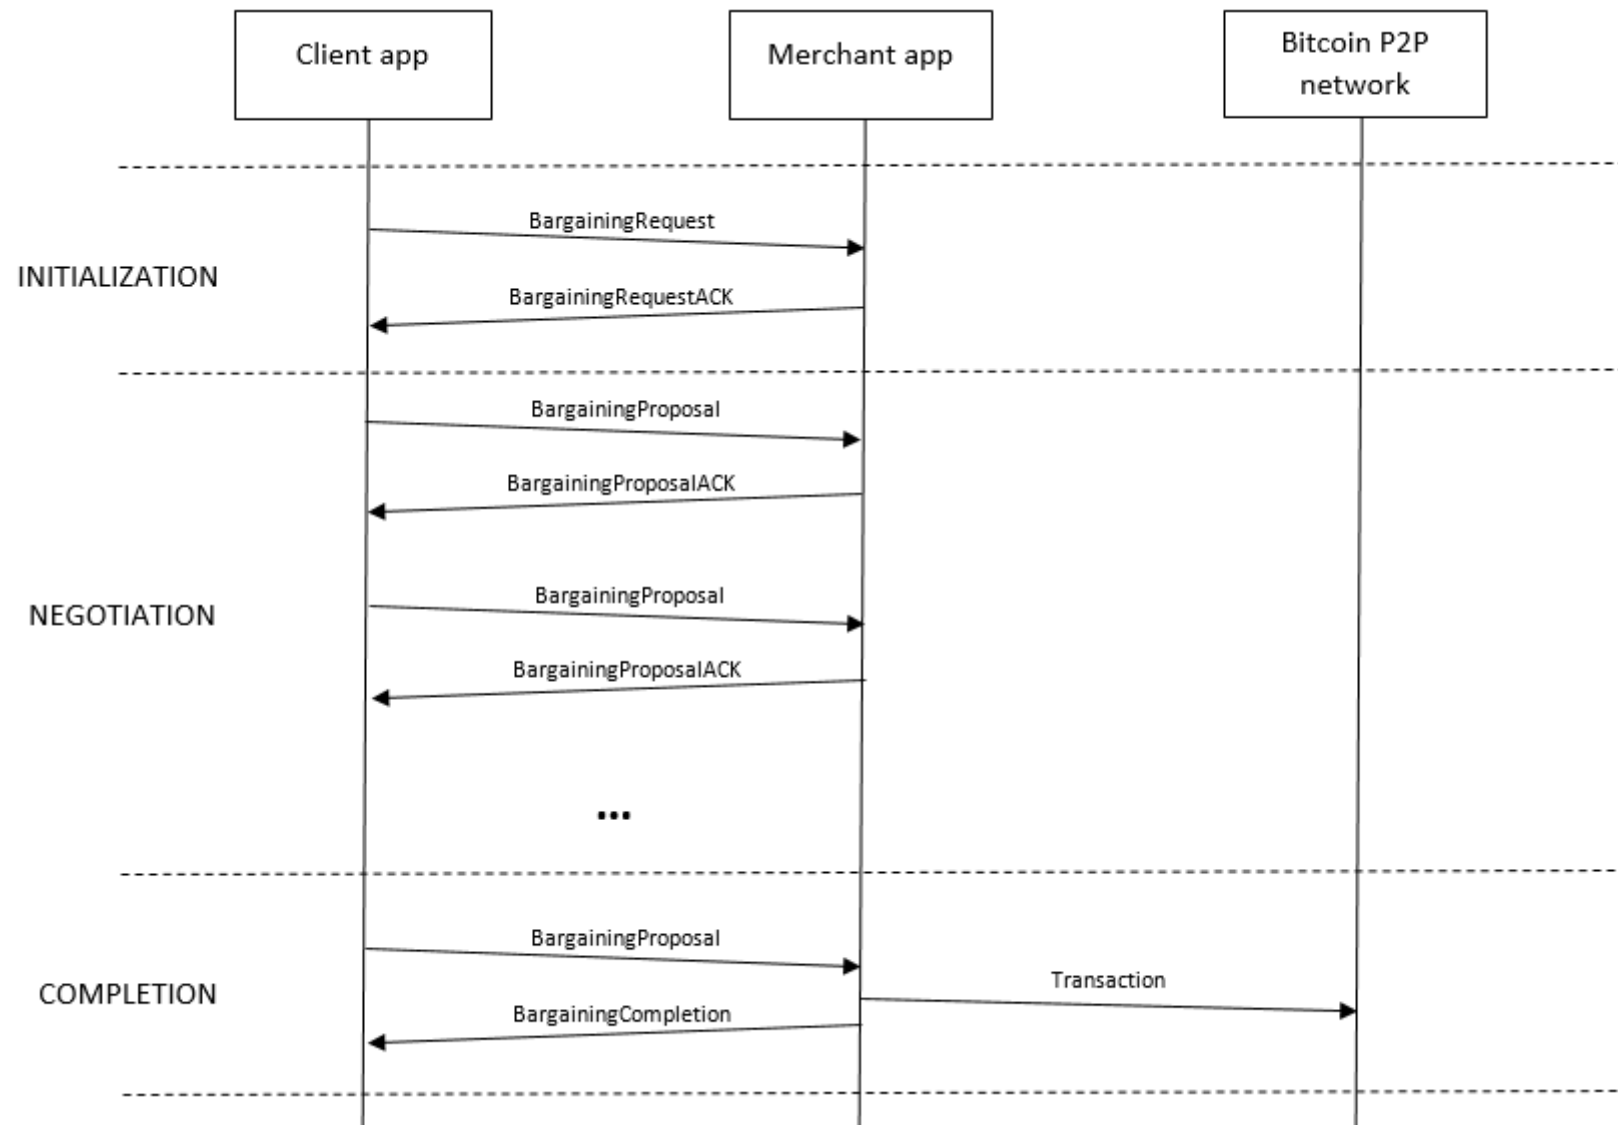 Client app
Merchant app
Bitcoin P2P
network
BargainingRequest
INITIALIZATION
BargainingRequestACK
BargainingProposal
BargainingProposalACK
BargainingProposal
NEGOTIATION
BargainingProposalACK
...
BargainingProposal
Transaction
COMPLETION
BargainingCompletion